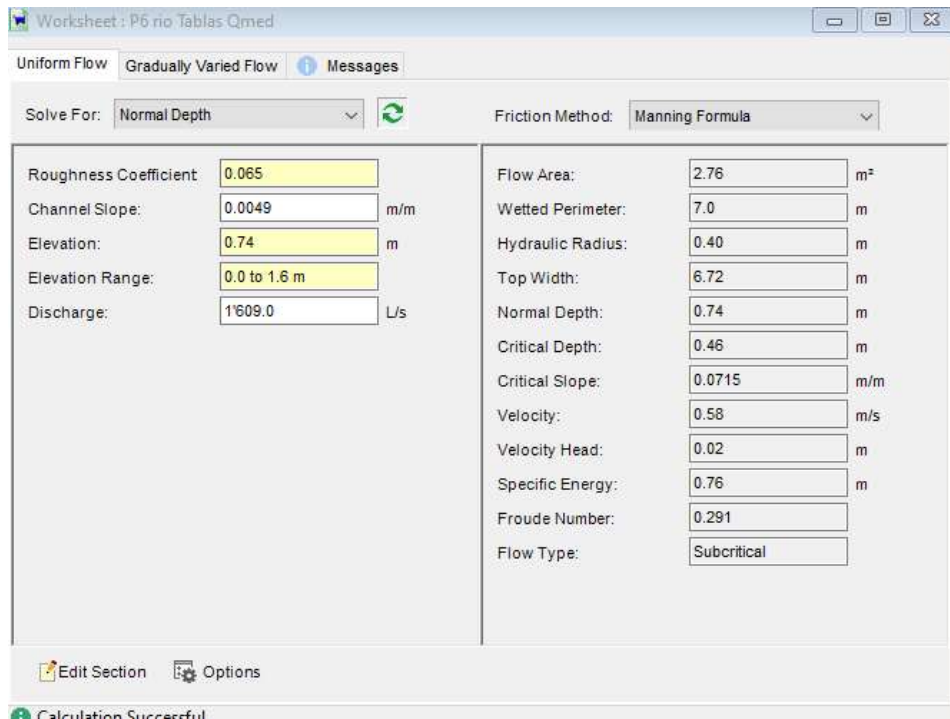 Worksheet : P6 rio Tablas Qmed
Uniform Flow Gradually Varied Flow Messages
Solve For: Normal Depth Friction Method: Manning Formula
Roughness Coefficient 0.065
Channel Slope: 0.0049 m/m
Elevation: 0.74 m
Elevation Range: 0.0 to 1.6 m
Discharge: 1'609.0 L/s
Flow Area: 2.76 m²
Wetted Perimeter: 7.0 m
Hydraulic Radius: 0.40 m
Top Width: 6.72 m
Normal Depth: 0.74 m
Critical Depth: 0.46 m
Critical Slope: 0.0715 m/m
Velocity: 0.58 m/s
Velocity Head: 0.02 m
Specific Energy: 0.76 m
Froude Number: 0.291
Flow Type: Subcritical
Edit Section Options
Calculation Successful